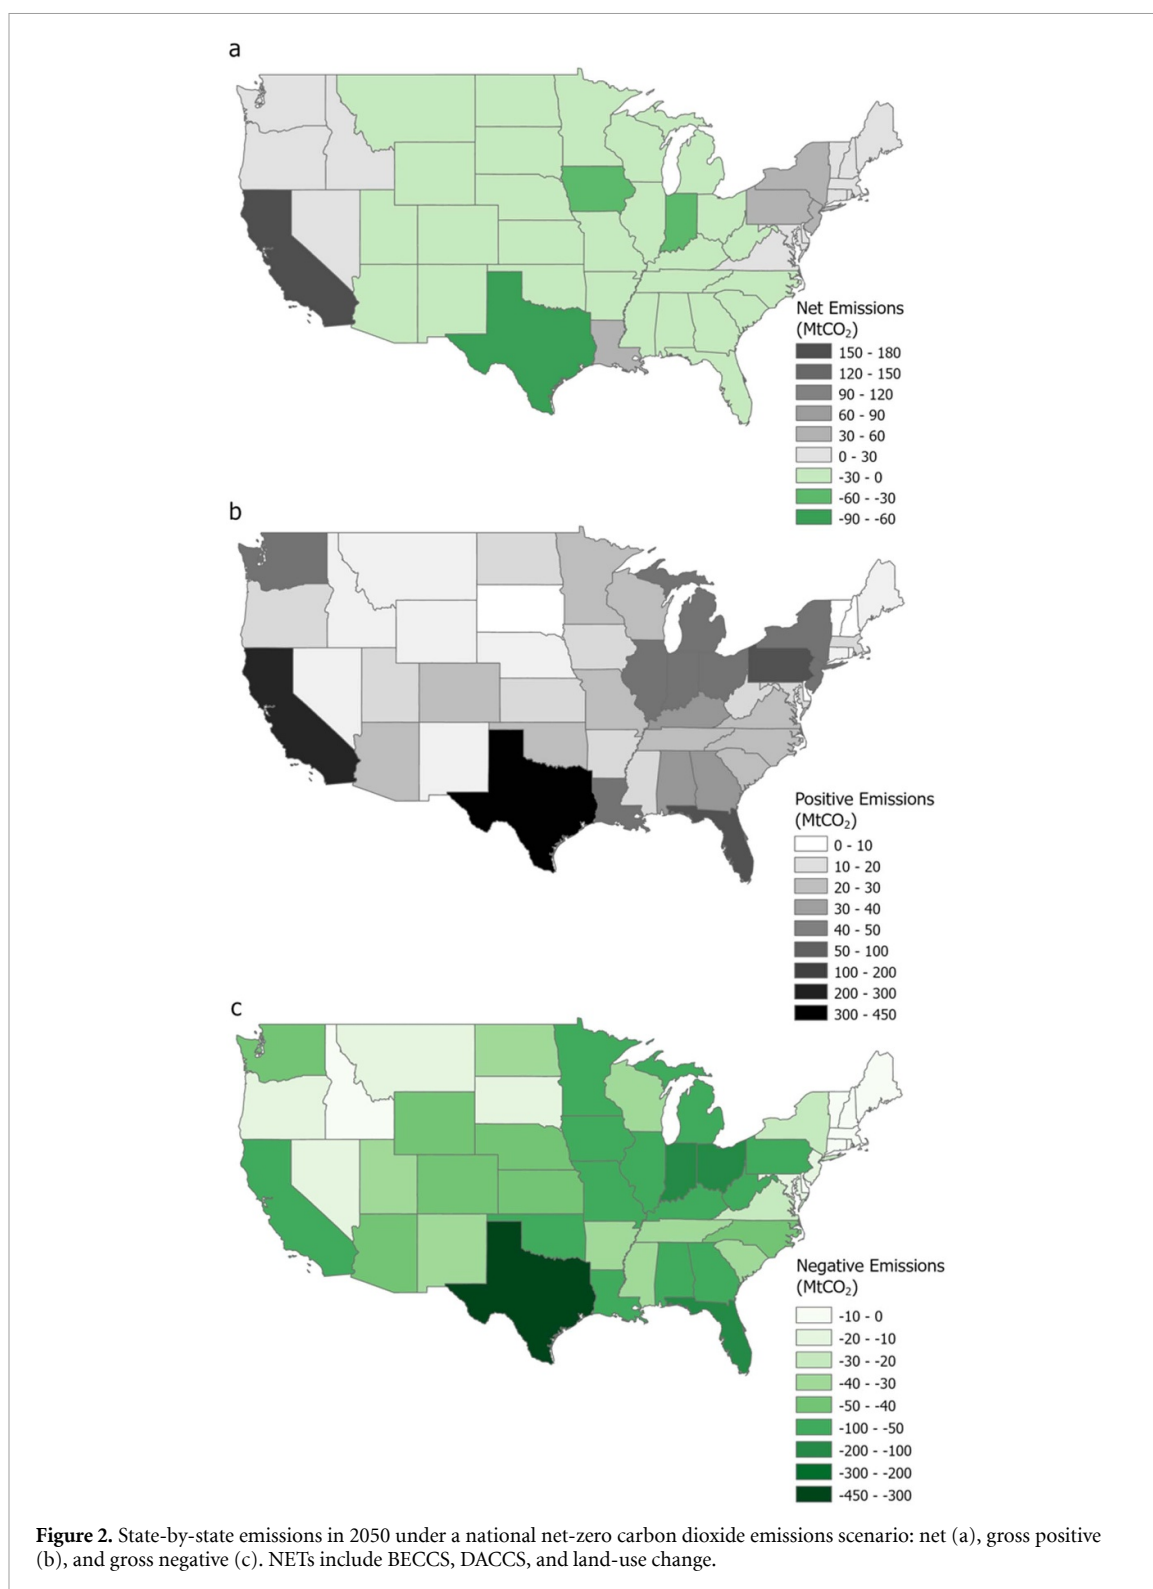 a
Net Emissions
(MtCO₂)
150 - 180
120 - 150
90 - 120
60 - 90
30 - 60
0 - 30
-30 - 0
-60 - -30
-90 - -60
b
Positive Emissions
(MtCO₂)
0 - 10
10 - 20
20 - 30
30 - 40
40 - 50
50 - 100
100 - 200
200 - 300
300 - 450
c
Negative Emissions
(MtCO₂)
-10 - 0
-20 - -10
-30 - -20
-40 - -30
-50 - -40
-100 - -50
-200 - -100
-300 - -200
-450 - -300
Figure 2. State-by-state emissions in 2050 under a national net-zero carbon dioxide emissions scenario: net (a), gross positive
(b), and gross negative (c). NETs include BECCS, DACCS, and land-use change.